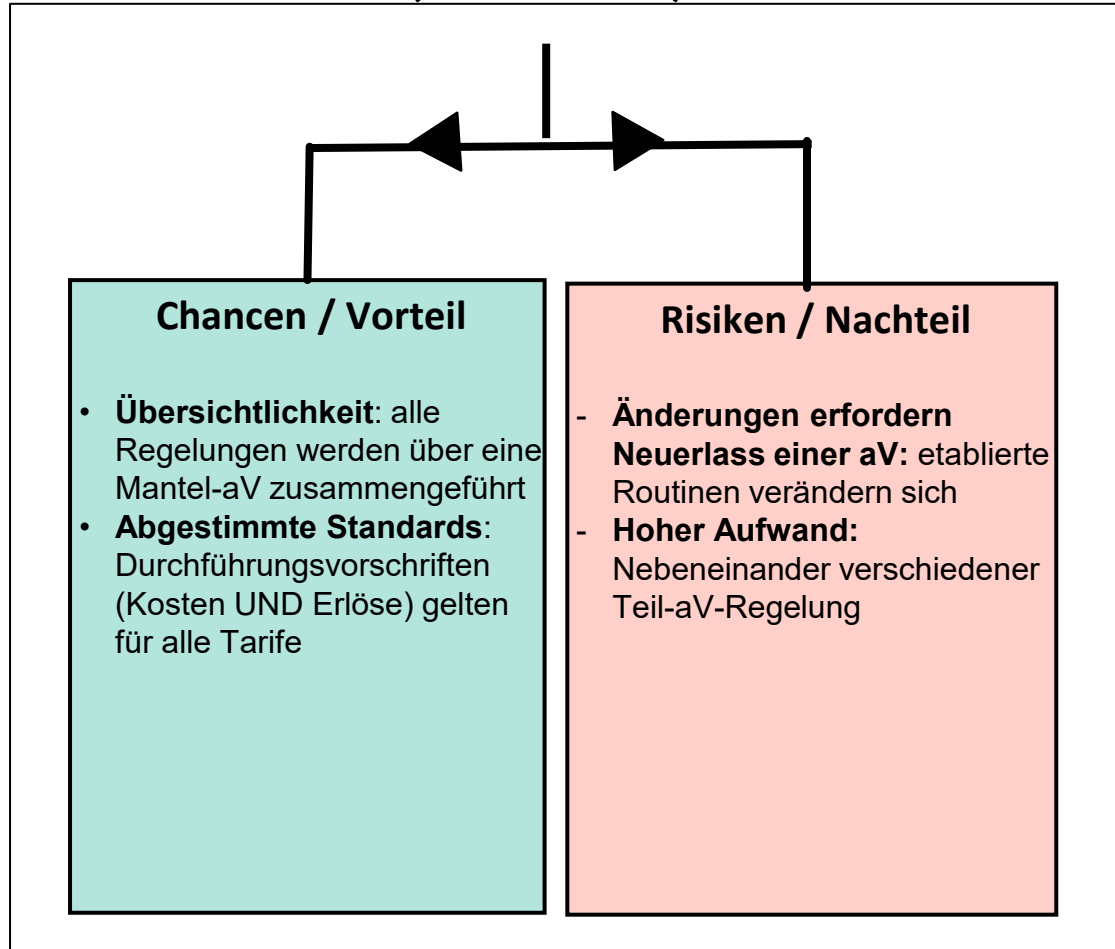 Chancen / Vorteil
• Übersichtlichkeit: alle
Regelungen werden über eine
Mantel-aV zusammengeführt
• Abgestimmte Standards:
Durchführungsvorschriften
(Kosten UND Erlöse) gelten
für alle Tarife
Risiken / Nachteil
- Änderungen erfordern
Neuerlass einer aV: etablierte
Routinen verändern sich
- Hoher Aufwand:
Nebeneinander verschiedener
Teil-aV-Regelung